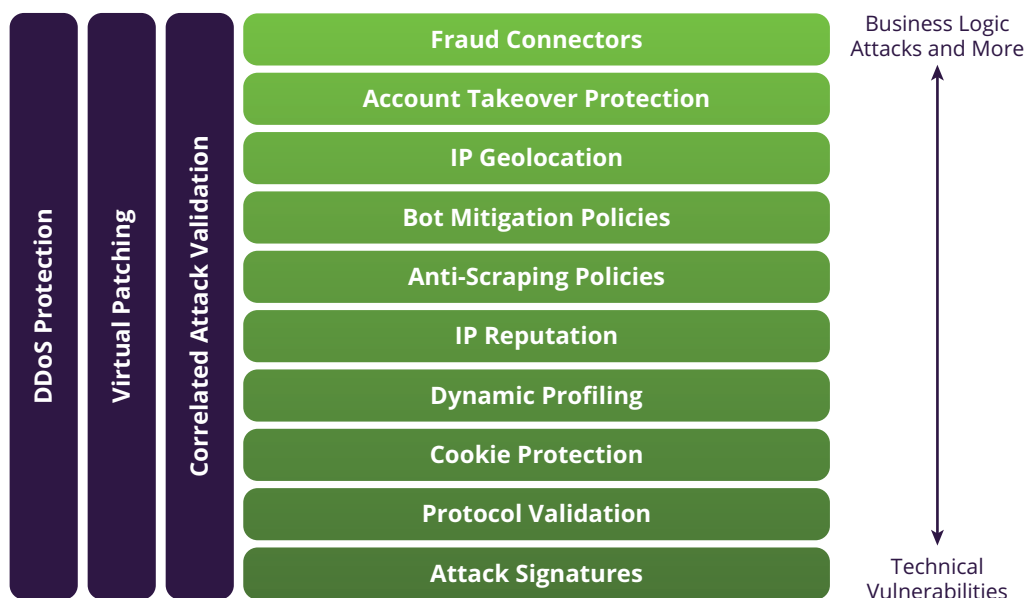 DDoS Protection
Virtual Patching
Correlated Attack Validation
Fraud Connectors
Account Takeover Protection
IP Geolocation
Bot Mitigation Policies
Anti-Scraping Policies
IP Reputation
Dynamic Profiling
Cookie Protection
Protocol Validation
Attack Signatures
Business Logic
Attacks and More
Technical
Vulnerabilities